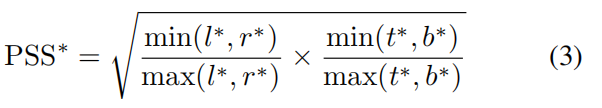 PSS* = √(min(l*, r*) / max(l*, r*) × min(t*, b*) / max(t*, b*)) (3)